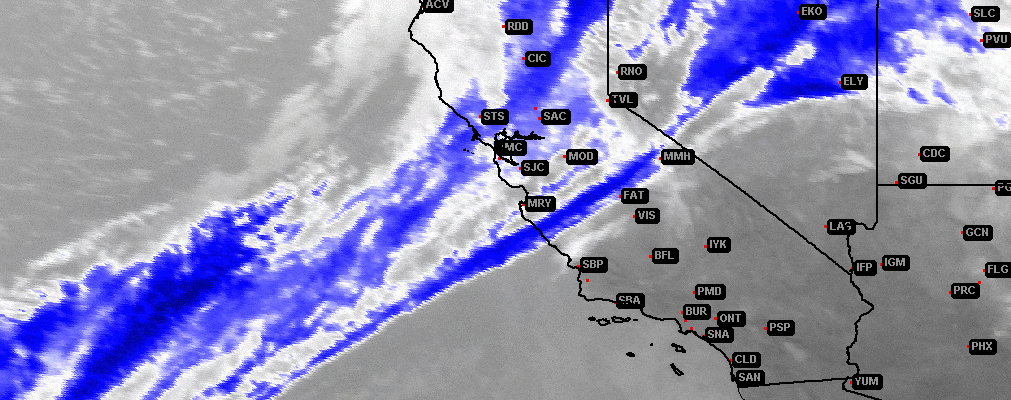 ACV
EKO
SLC
RDD
PVU
CIC
RNO
ELY
TVL
STS
SAC
MC
SJC
MOD
MMH
CDC
SGU
PG
FAT
MRY
VIS
LAS
GCN
IYK
BFL
SBP
IFP
IGM
FLG
PMD
PRC
SBA
BUR
ONT
PSP
SNA
PHX
CLD
SAN
YUM